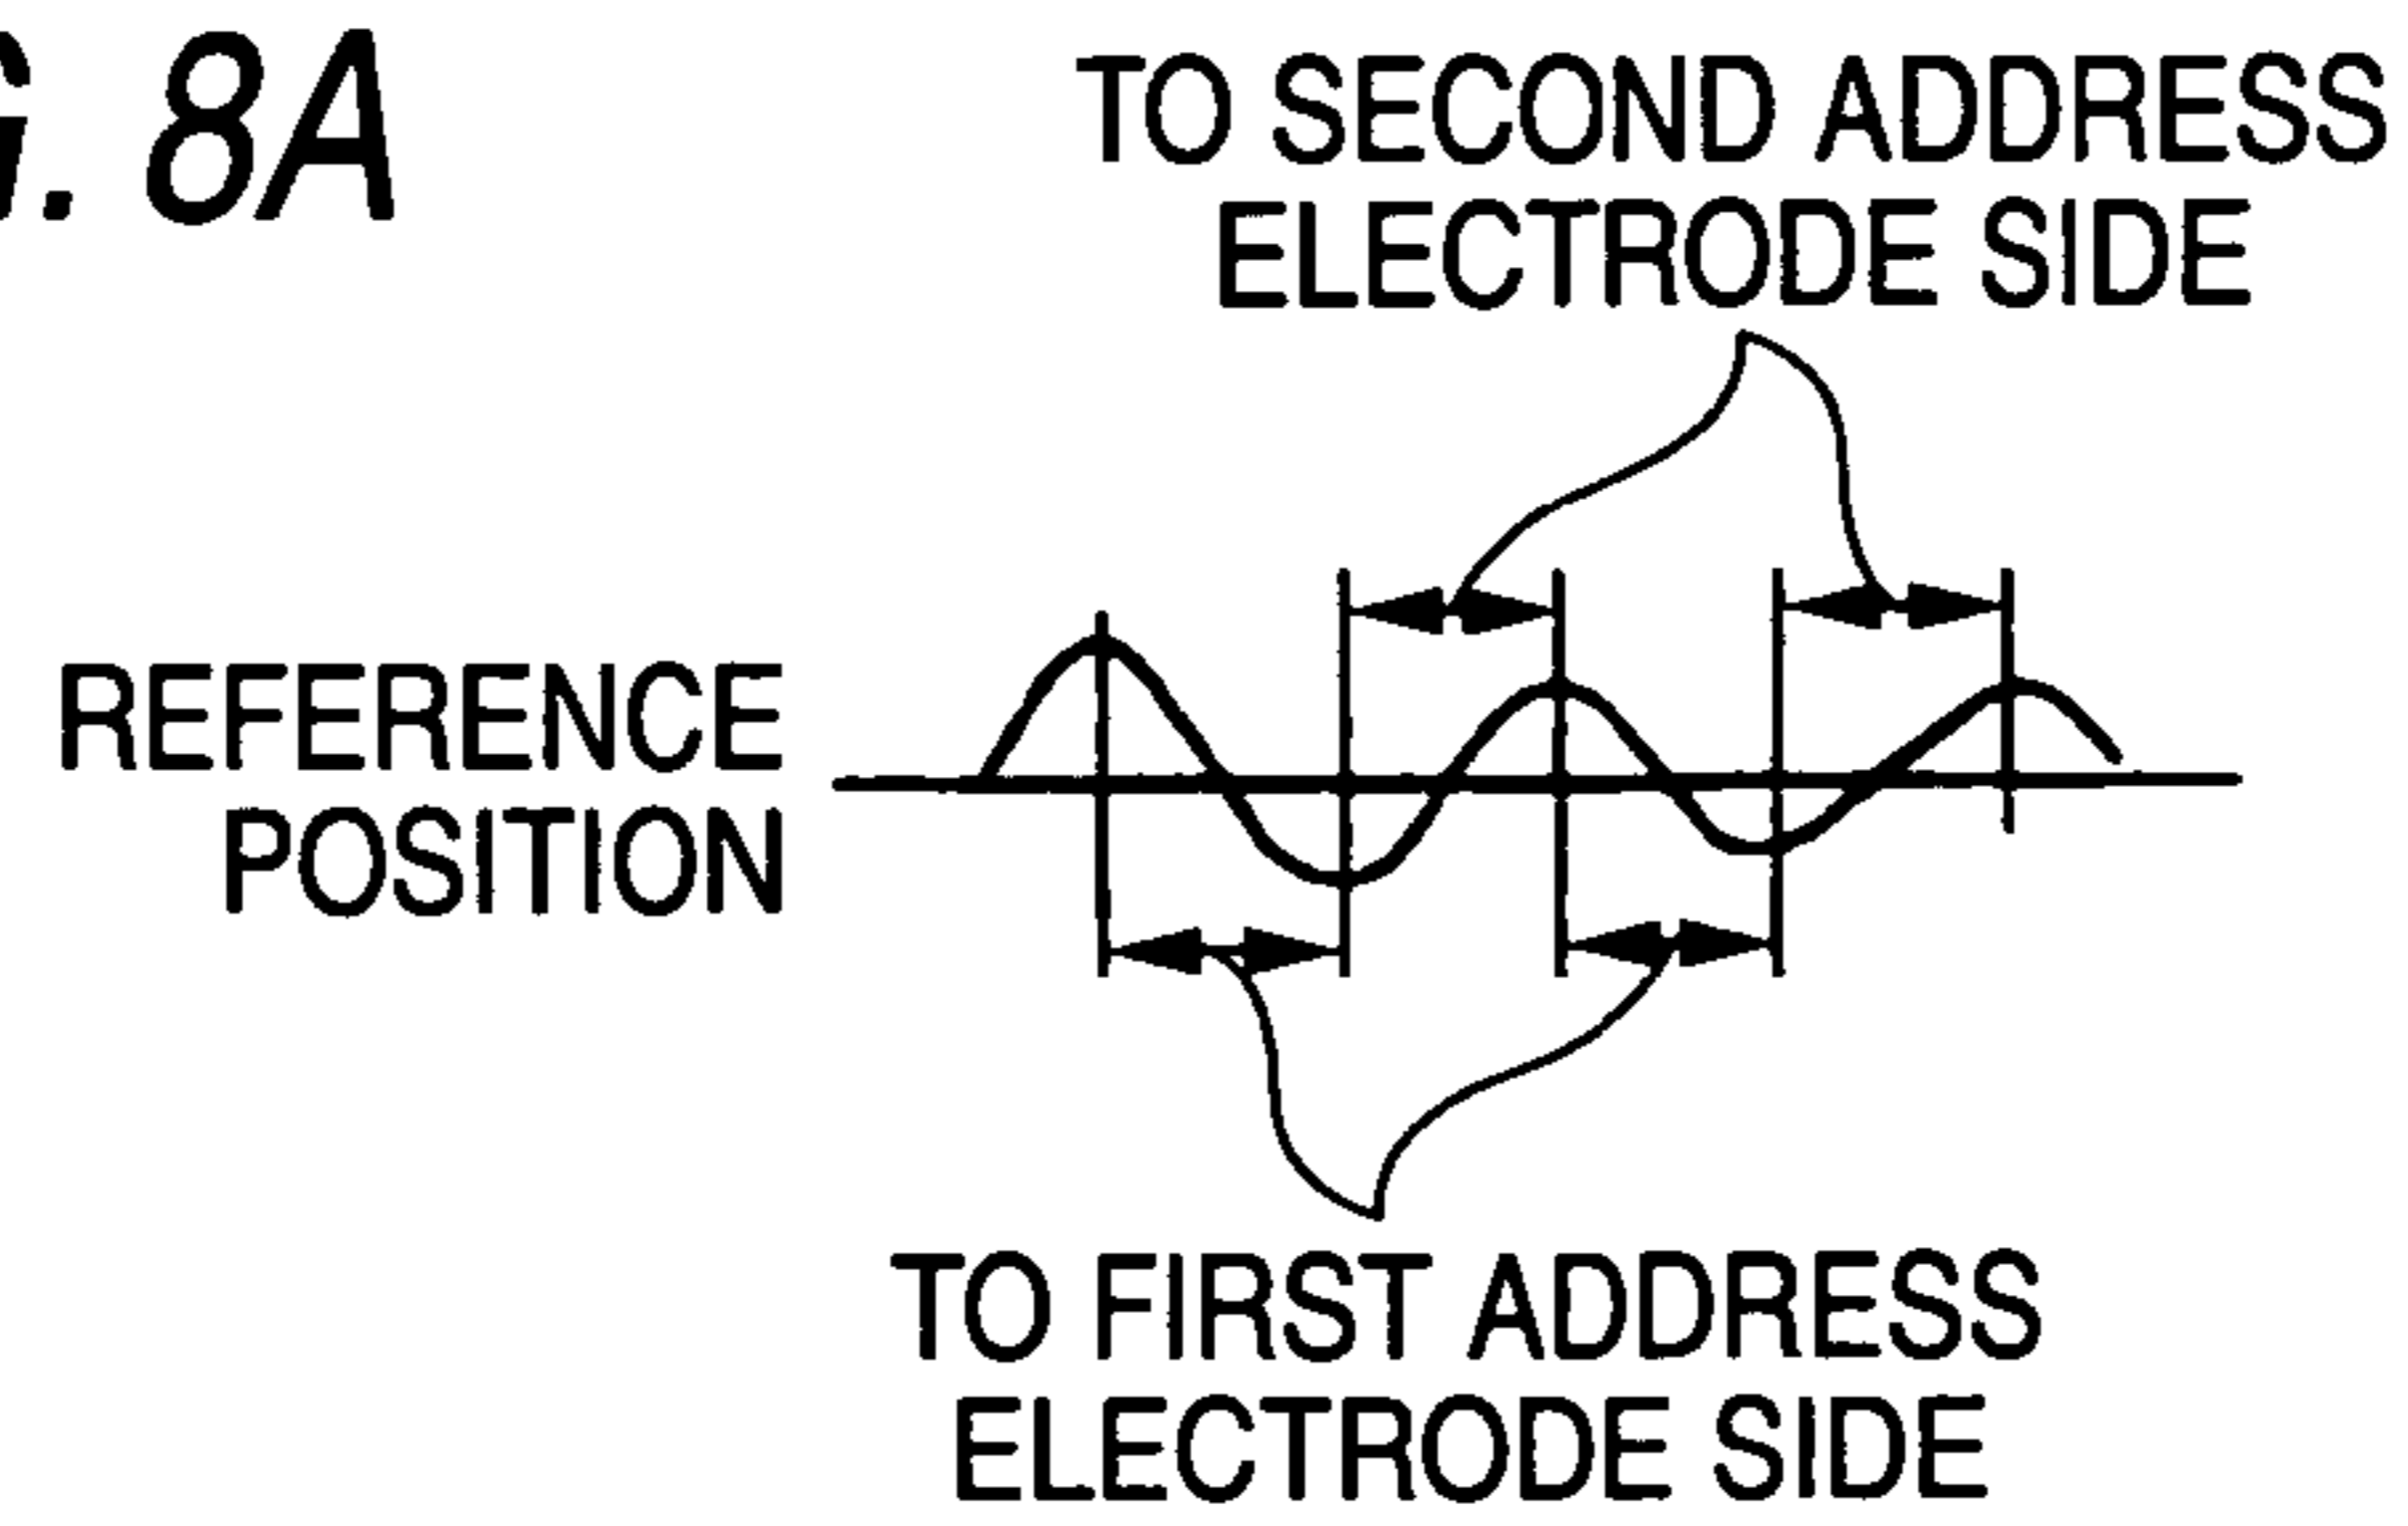 G. 8A
TO SECOND ADDRESS
ELECTRODE SIDE
REFERENCE
POSITION
TO FIRST ADDRESS
ELECTRODE SIDE